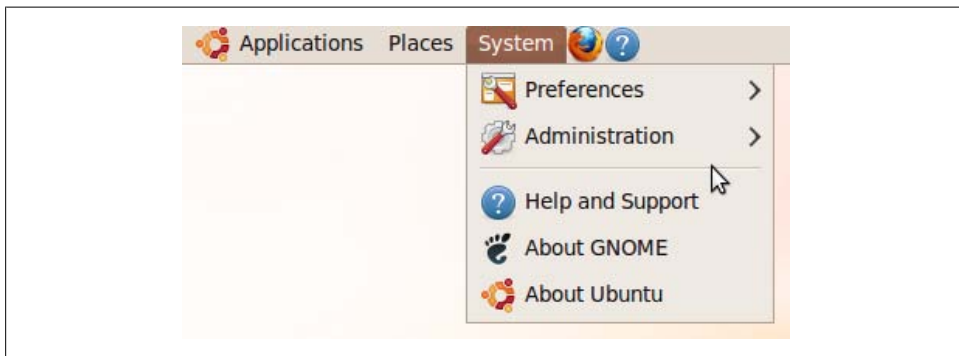 Applications Places System
Preferences
Administration
Help and Support
About GNOME
About Ubuntu